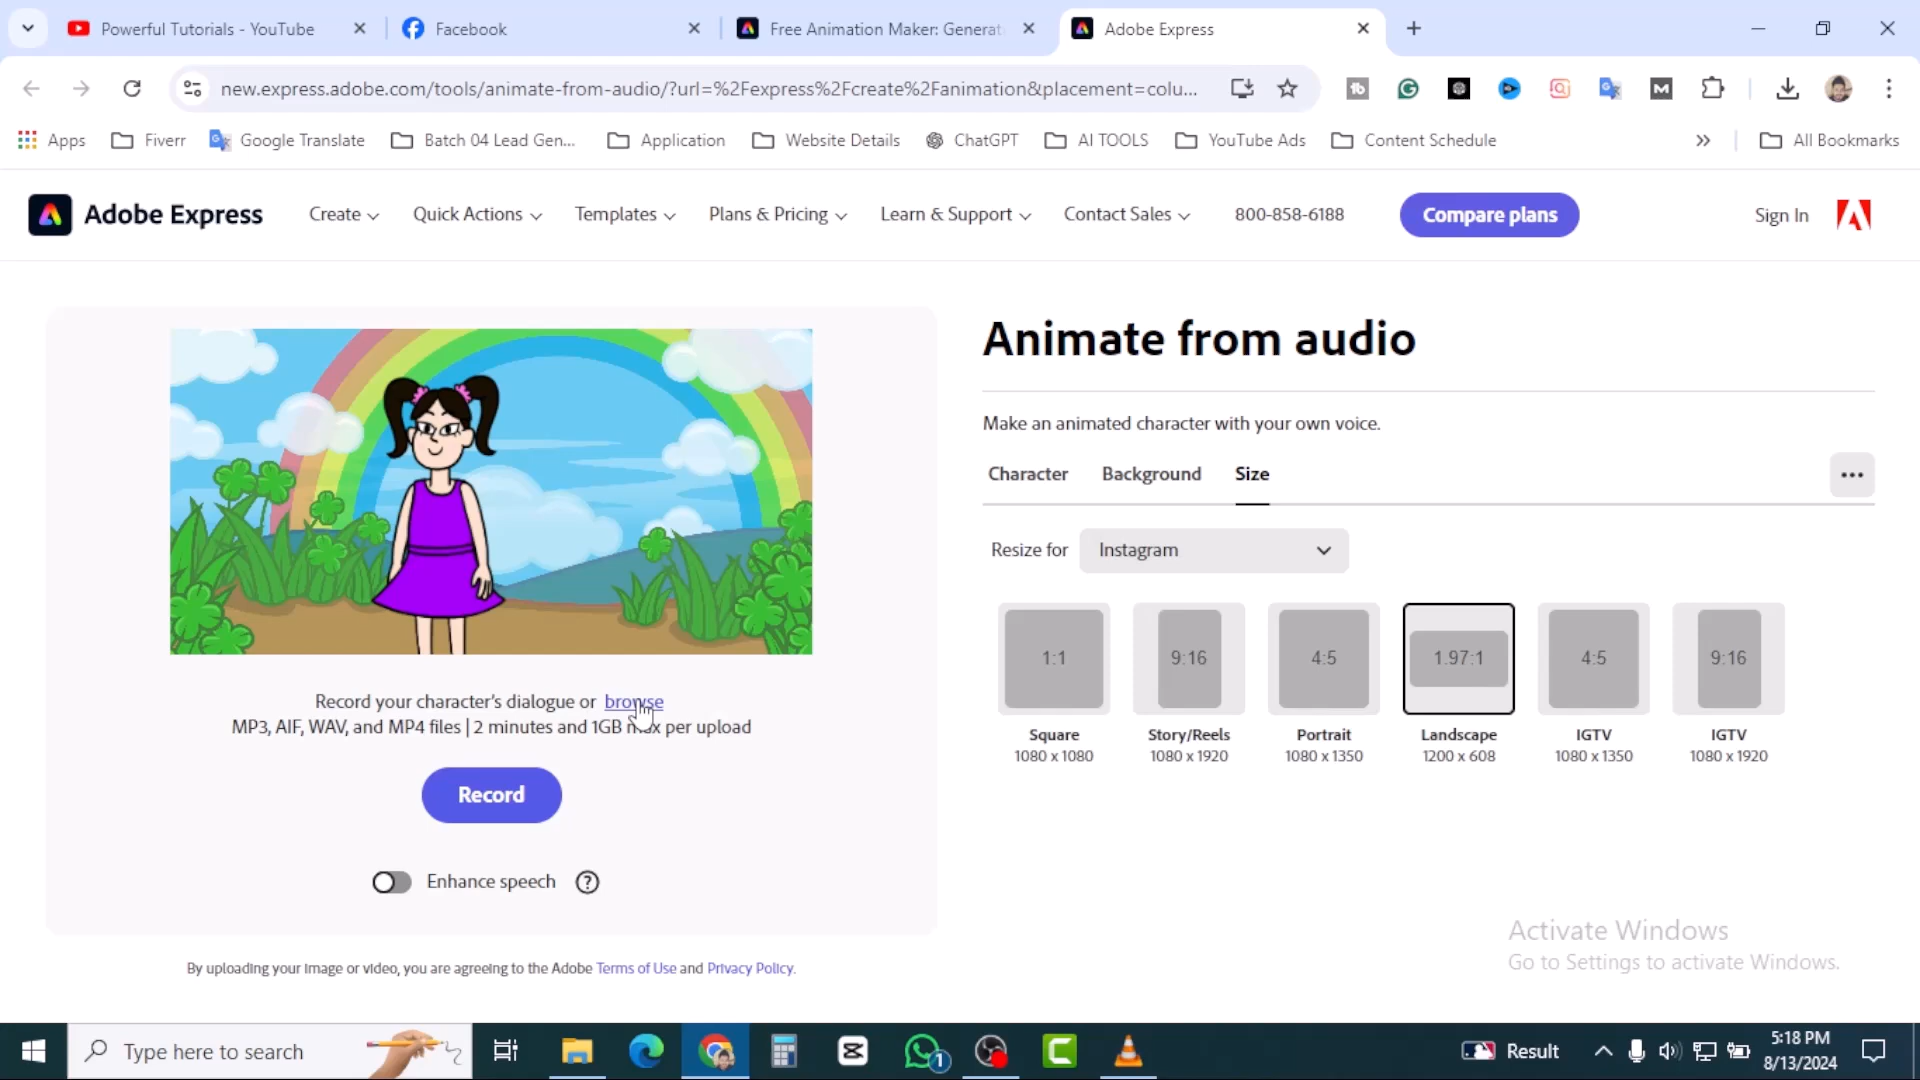 Powerful Tutorials - YouTube
Facebook
Free Animation Maker: Generat
Adobe Express
new.express.adobe.com/tools/animate-from-audio/?url=%2Fexpress%2Fcreate%2Fanimation&placement=colu...
Apps
Fiverr
Google Translate
Batch 04 Lead Gen...
Application
Website Details
ChatGPT
AI TOOLS
YouTube Ads
Content Schedule
All Bookmarks
Adobe Express
Create
Quick Actions
Templates
Plans & Pricing
Learn & Support
Contact Sales
800-858-6188
Compare plans
Sign In
Animate from audio
Make an animated character with your own voice.
Character
Background
Size
Resize for
Instagram
1:1
9:16
4:5
1.97:1
4:5
9:16
Square
Story/Reels
Portrait
Landscape
IGTV
IGTV
1080 x 1080
1080 x 1920
1080 x 1350
1200 x 608
1080 x 1350
1080 x 1920
Record your character's dialogue or browse
MP3, AIF, WAV, and MP4 files | 2 minutes and 1GB max per upload
Record
Enhance speech
By uploading your image or video, you are agreeing to the Adobe Terms of Use and Privacy Policy.
Activate Windows
Go to Settings to activate Windows.
Type here to search
1
Result
5:18 PM
8/13/2024